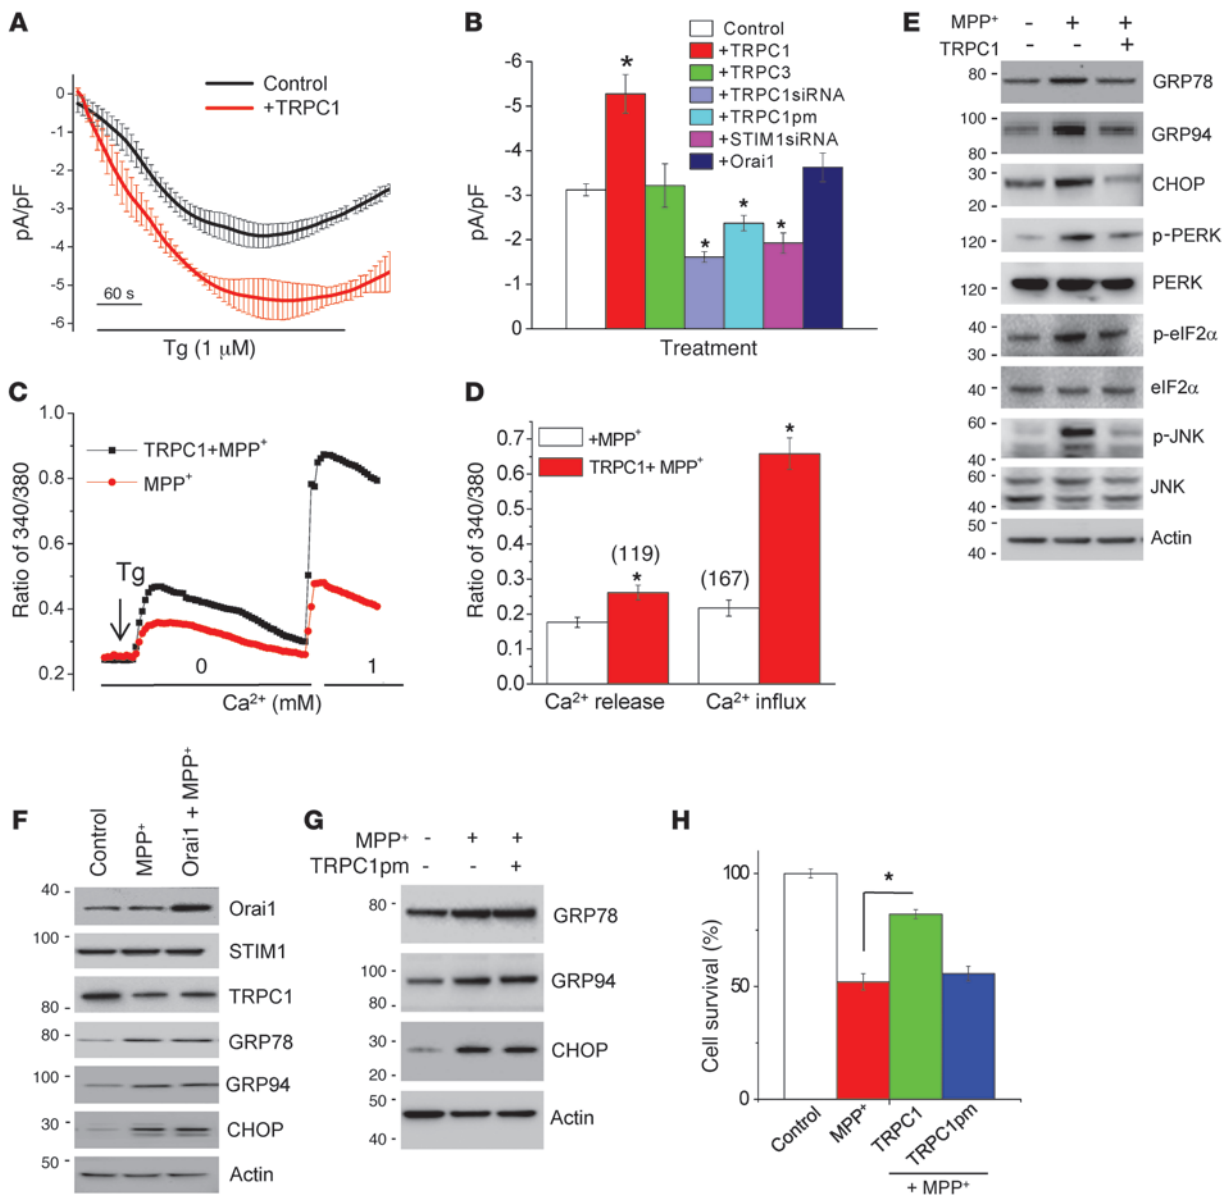 A
Control
+TRPC1
0
-1
-2
-3
-4
-5
-6
pA/pF
60 s
Tg (1 μM)
B
Control
+TRPC1
+TRPC3
+TRPC1siRNA
+TRPC1pm
+STIM1siRNA
+Orai1
-6
-5
-4
-3
-2
-1
0
pA/pF
*
*
*
*
Treatment
C
1.0
0.8
0.6
0.4
0.2
Ratio of 340/380
TRPC1+MPP⁺
MPP⁺
Tg
0
1
Ca²⁺ (mM)
D
0.7
0.6
0.5
0.4
0.3
0.2
0.1
0.0
Ratio of 340/380
+MPP⁺
TRPC1+ MPP⁺
(119)
*
(167)
*
Ca²⁺ release
Ca²⁺ influx
E
MPP⁺ - + +
TRPC1 - - +
80 - GRP78
100 - GRP94
80 -
30 - CHOP
20 -
120 - p-PERK
120 - PERK
40 - p-eIF2α
30 -
40 - eIF2α
60 - p-JNK
40 -
60 - JNK
40 -
50 - Actin
40 -
F
Control
MPP⁺
Orai1 + MPP⁺
40 - Orai1
100 - STIM1
TRPC1
80 -
80 - GRP78
100 - GRP94
30 - CHOP
50 - Actin
G
MPP⁺ - + +
TRPC1pm - - +
80 - GRP78
100 - GRP94
80 -
30 - CHOP
20 -
50 - Actin
40 -
H
100
50
0
Cell survival (%)
*
Control
MPP⁺
TRPC1
TRPC1pm
+ MPP⁺